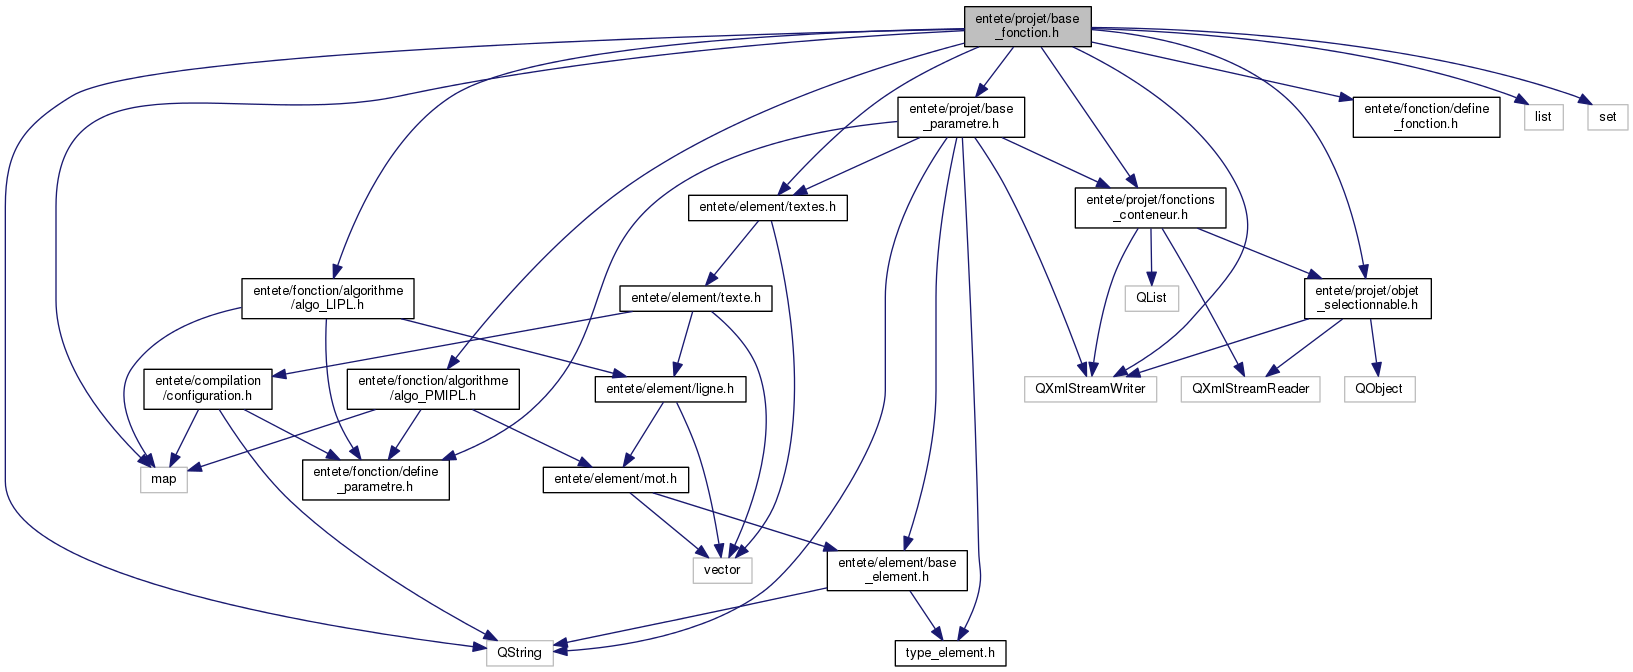 entete/projet/base
_fonction.h
entete/projet/base
_parametre.h
entete/fonction/define
_fonction.h
list
set
entete/element/textes.h
entete/projet/fonctions
_conteneur.h
entete/fonction/algorithme
/algo_LIPL.h
entete/element/texte.h
QList
entete/projet/objet
_selectionnable.h
entete/compilation
/configuration.h
entete/fonction/algorithme
/algo_PMIPL.h
entete/element/ligne.h
QXmlStreamWriter
QXmlStreamReader
QObject
map
entete/fonction/define
_parametre.h
entete/element/mot.h
vector
entete/element/base
_element.h
QString
type_element.h